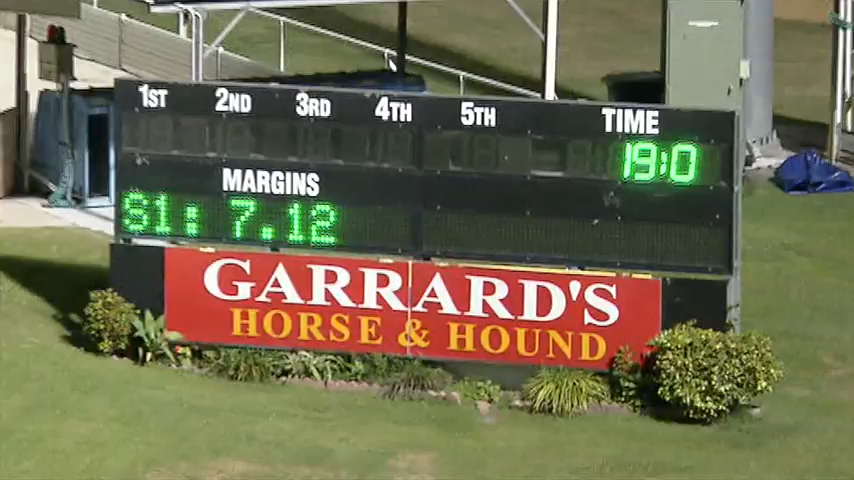 1ST 2ND 3RD 4TH 5TH TIME
19:0
MARGINS
S1: 7.12
GARRARD'S
HORSE & HOUND